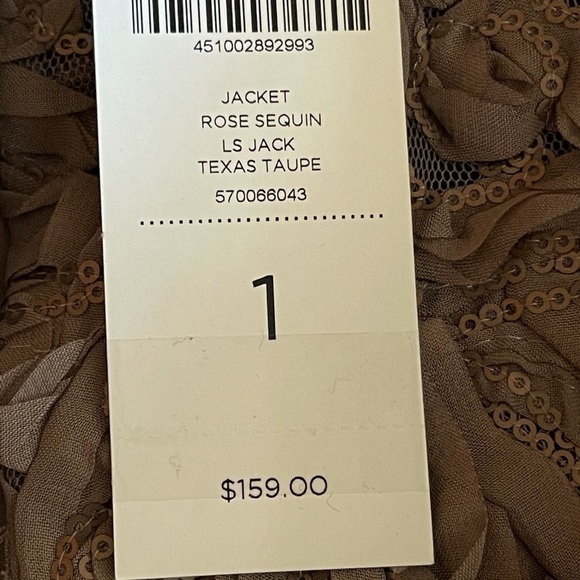 451002892993
JACKET
ROSE SEQUIN
LS JACK
TEXAS TAUPE
570066043
1
$159.00